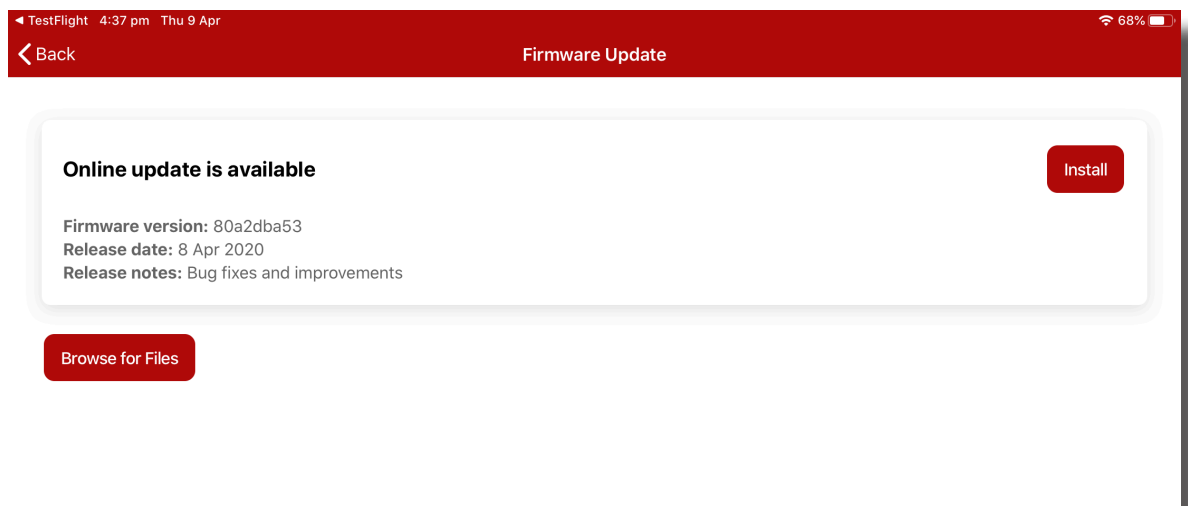 ◀ TestFlight 4:37 pm Thu 9 Apr 68%
Back Firmware Update
Online update is available Install
Firmware version: 80a2dba53
Release date: 8 Apr 2020
Release notes: Bug fixes and improvements
Browse for Files